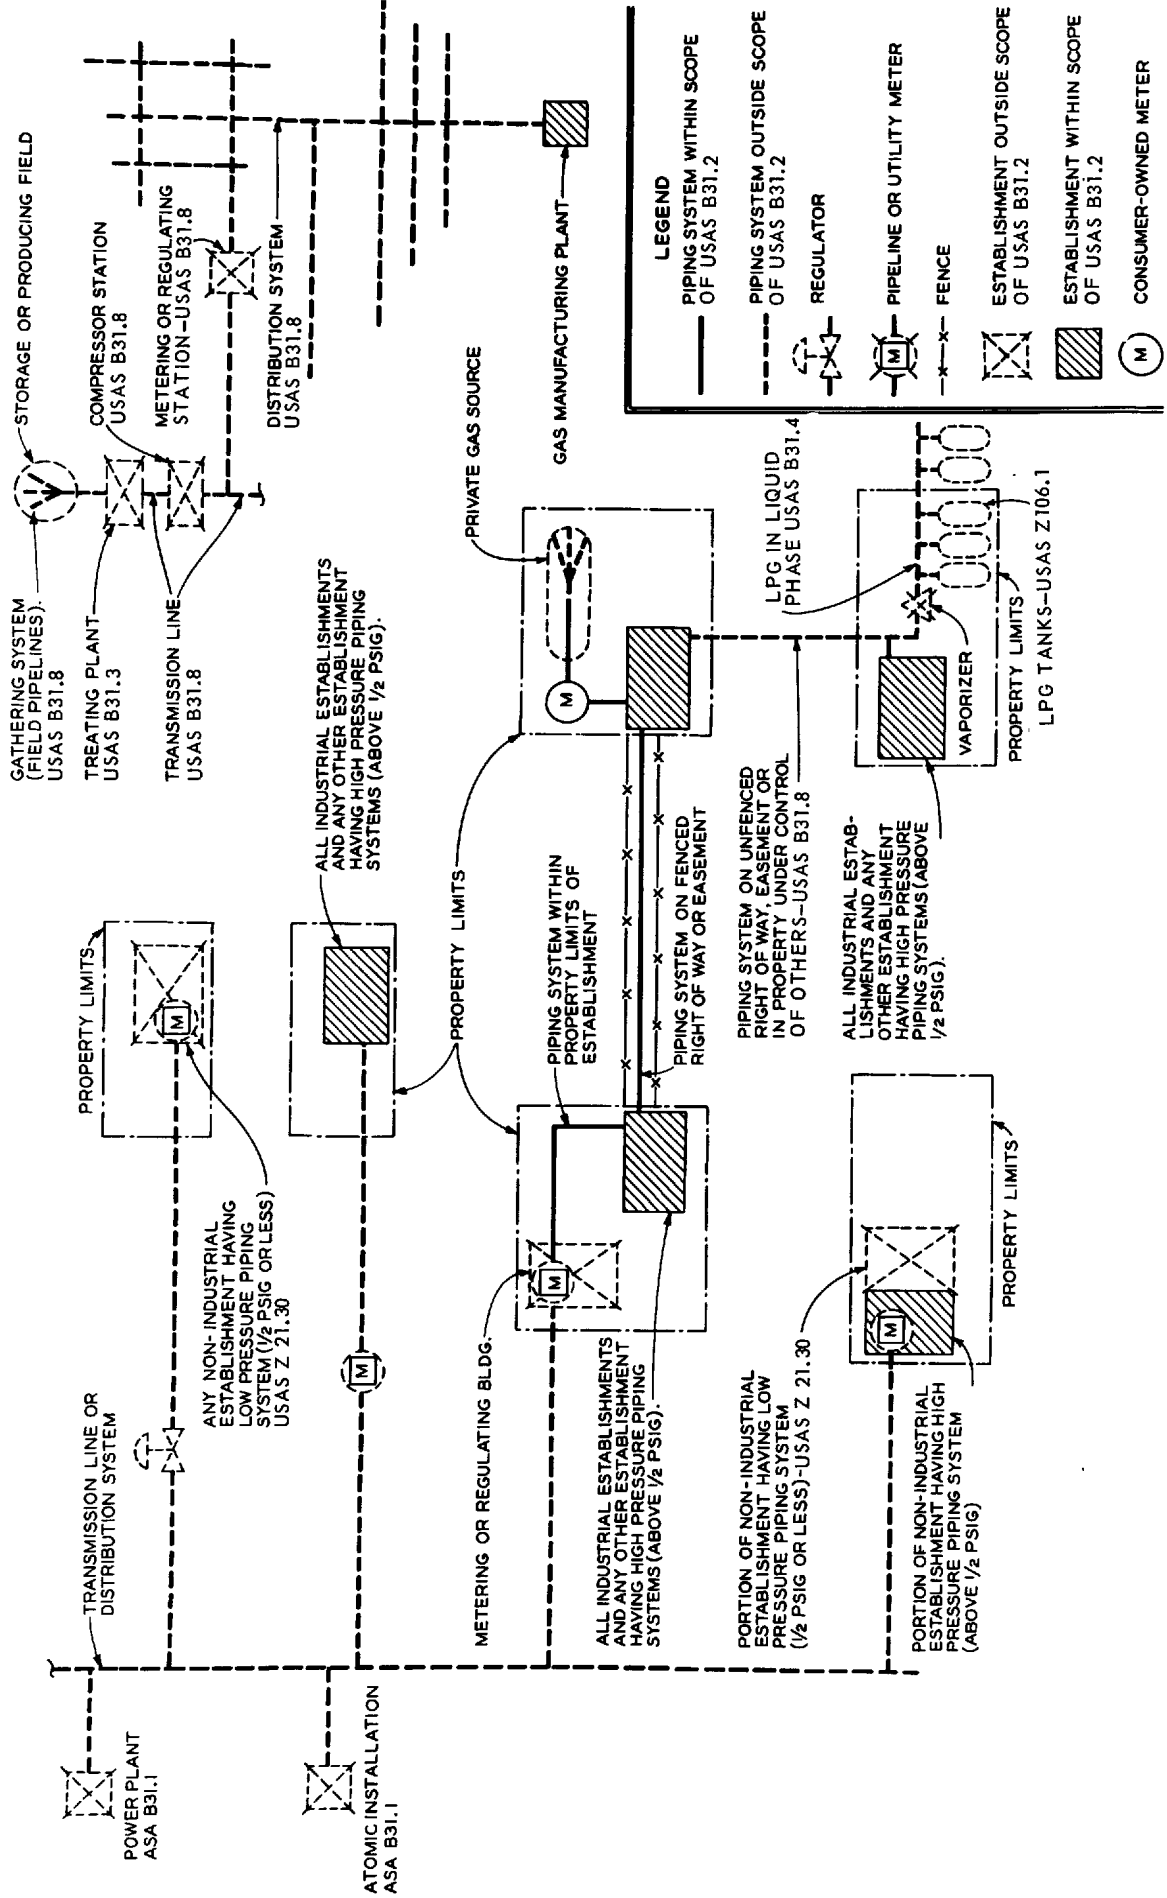 POWER PLANT
ASA B31.1
TRANSMISSION LINE OR
DISTRIBUTION SYSTEM
ATOMIC INSTALLATION
ASA B31.1
ANY NON-INDUSTRIAL
ESTABLISHMENT HAVING
LOW PRESSURE PIPING
SYSTEM (1/2 PSIG OR LESS)
USAS Z 21.30
M
PROPERTY LIMITS
M
ALL INDUSTRIAL ESTABLISHMENTS
AND ANY OTHER ESTABLISHMENT
HAVING HIGH PRESSURE PIPING
SYSTEMS (ABOVE 1/2 PSIG).
PROPERTY LIMITS
GATHERING SYSTEM
(FIELD PIPELINES).
USAS B31.8
STORAGE OR PRODUCING FIELD
TREATING PLANT
USAS B31.3
COMPRESSOR STATION
USAS B31.8
TRANSMISSION LINE
USAS B31.8
METERING OR REGULATING
STATION-USAS B31.8
DISTRIBUTION SYSTEM
USAS B31.8
GAS MANUFACTURING PLANT
METERING OR REGULATING BLDG.
M
ALL INDUSTRIAL ESTABLISHMENTS
AND ANY OTHER ESTABLISHMENT
HAVING HIGH PRESSURE PIPING
SYSTEMS (ABOVE 1/2 PSIG).
PIPING SYSTEM WITHIN
PROPERTY LIMITS OF
ESTABLISHMENT
PIPING SYSTEM ON FENCED
RIGHT OF WAY OR EASEMENT
M
PRIVATE GAS SOURCE
PORTION OF NON-INDUSTRIAL
ESTABLISHMENT HAVING LOW
PRESSURE PIPING SYSTEM
(1/2 PSIG OR LESS)-USAS Z 21.30
M
PORTION OF NON-INDUSTRIAL
ESTABLISHMENT HAVING HIGH
PRESSURE PIPING SYSTEM
(ABOVE 1/2 PSIG)
PROPERTY LIMITS
PIPING SYSTEM ON UNFENCED
RIGHT OF WAY, EASEMENT OR
IN PROPERTY UNDER CONTROL
OF OTHERS-USAS B31.8
ALL INDUSTRIAL ESTAB-
LISHMENTS AND ANY
OTHER ESTABLISHMENT
HAVING HIGH PRESSURE
PIPING SYSTEMS (ABOVE
1/2 PSIG).
LPG IN LIQUID
PHASE USAS B31.4
VAPORIZER
PROPERTY LIMITS
LPG TANKS-USAS Z106.1
LEGEND
PIPING SYSTEM WITHIN SCOPE
OF USAS B31.2
PIPING SYSTEM OUTSIDE SCOPE
OF USAS B31.2
REGULATOR
M
PIPELINE OR UTILITY METER
FENCE
ESTABLISHMENT OUTSIDE SCOPE
OF USAS B31.2
ESTABLISHMENT WITHIN SCOPE
OF USAS B31.2
M
CONSUMER-OWNED METER